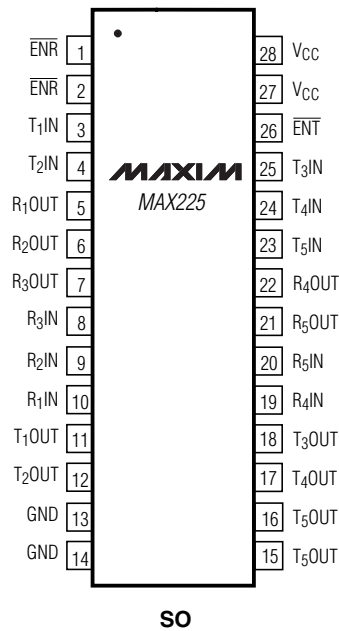 ENR 1 28 VCC
ENR 2 27 VCC
T1IN 3 26 ENT
T2IN 4 MAXIM 25 T3IN
R1OUT 5 MAX225 24 T4IN
R2OUT 6 23 T5IN
R3OUT 7 22 R4OUT
R3IN 8 21 R5OUT
R2IN 9 20 R5IN
R1IN 10 19 R4IN
T1OUT 11 18 T3OUT
T2OUT 12 17 T4OUT
GND 13 16 T5OUT
GND 14 15 T5OUT
SO